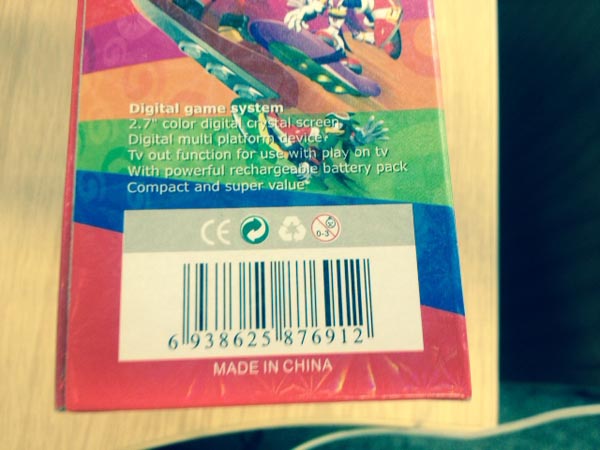 Digital game system
2.7" color digital crystal screen
Digital multi platform device
Tv out function for use with play on tv
With powerful rechargeable battery pack
Compact and super value
CE 0-3
6 938625 876912
MADE IN CHINA